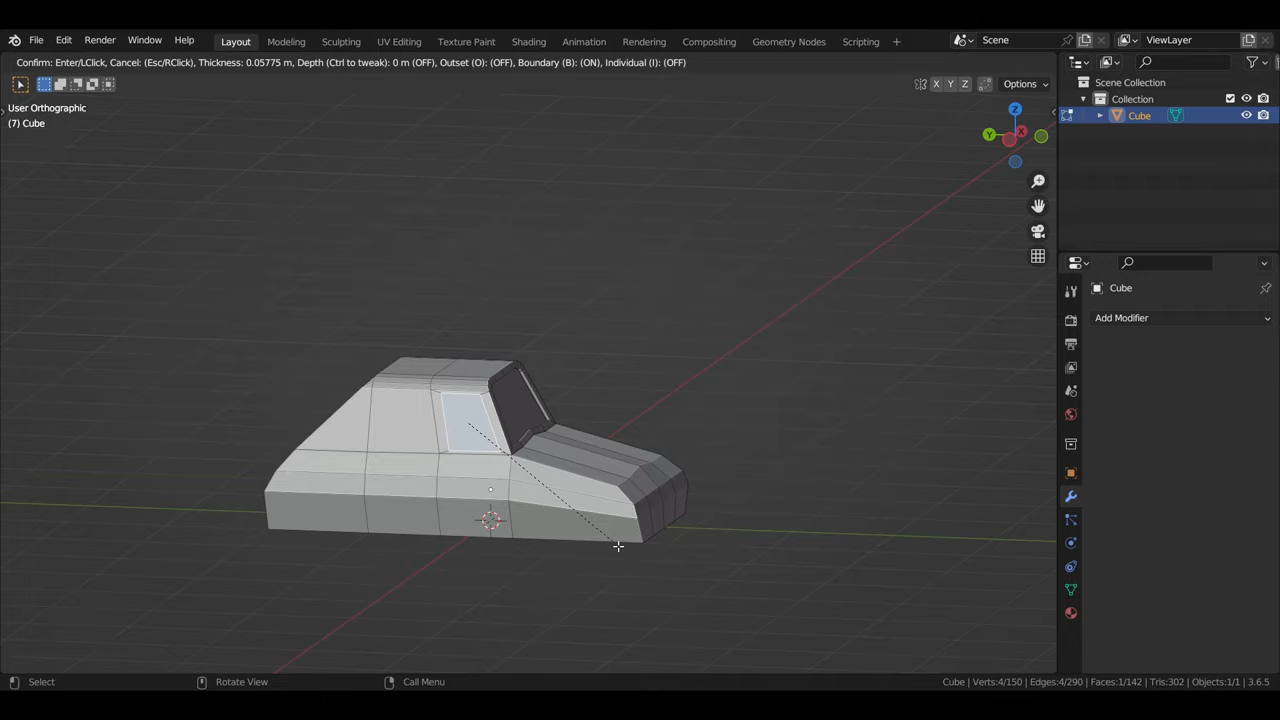 File Edit Render Window Help Layout Modeling Sculpting UV Editing Texture Paint Shading Animation Rendering Compositing Geometry Nodes Scripting + Scene ViewLayer
Confirm: Enter/LClick, Cancel: (Esc/RClick), Thickness: 0.05775 m, Depth (Ctrl to tweak): 0 m (OFF), Outset (O): (OFF), Boundary (B): (ON), Individual (I): (OFF)
X Y Z Options
Scene Collection
Collection
Cube
User Orthographic
(7) Cube
Z
Y
X
Cube
Add Modifier
Select Rotate View Call Menu Cube | Verts:4/150 | Edges:4/290 | Faces:1/142 | Tris:302 | Objects:1/1 | 3.6.5